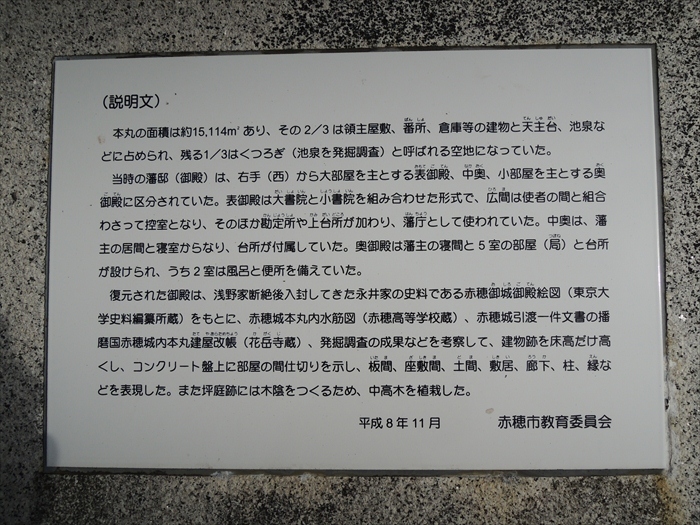 (説明文)
本丸の面積は約15,114㎡あり、その2/3は領主屋敷、番所、倉庫等の建物と天主台、池泉な
どに占められ、残る1/3はくつろぎ(池泉を発掘調査)と呼ばれる空地になっていた。
当時の藩邸(御殿)は、右手(西)から大部屋を主とする表御殿、中奥、小部屋を主とする奥
御殿に区分されていた。表御殿は大書院と小書院を組み合わせた形式で、広間は使者の間と組合
わさって控室となり、そのほか勘定所や上台所が加わり、藩庁として使われていた。中奥は、藩
主の居間と寝室からなり、台所が付属していた。奥御殿は藩主の寝間と5室の部屋(局)と台所
が設けられ、うち2室は風呂と便所を備えていた。
復元された御殿は、浅野家断絶後入封してきた永井家の史料である赤穂御城御殿絵図(東京大
学史料編纂所蔵)をもとに、赤穂城本丸内水筋図(赤穂高等学校蔵)、赤穂城引渡一件文書の播
磨国赤穂城内本丸建屋改帳(花岳寺蔵)、発掘調査の成果などを考察して、建物跡を床高だけ高
くし、コンクリート盤上に部屋の間仕切りを示し、板間、座敷間、土間、敷居、廊下、柱、縁な
どを表現した。また坪庭跡には木陰をつくるため、中高木を植栽した。
平成8年11月 赤穂市教育委員会